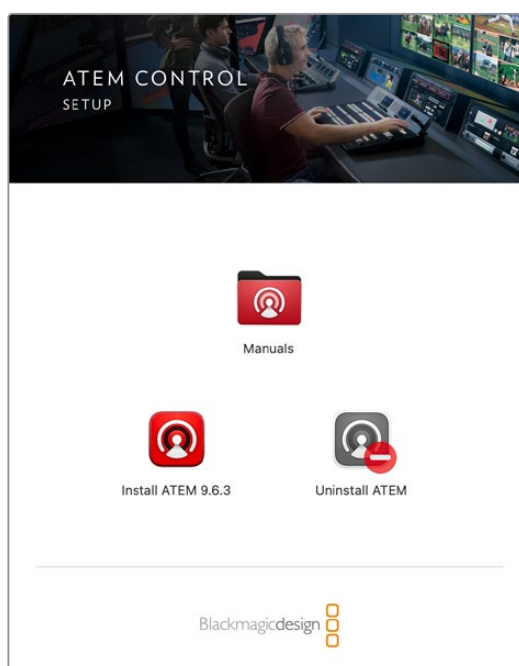 ATEM CONTROL
SETUP
Manuals
Install ATEM 9.6.3
Uninstall ATEM
Blackmagicdesign